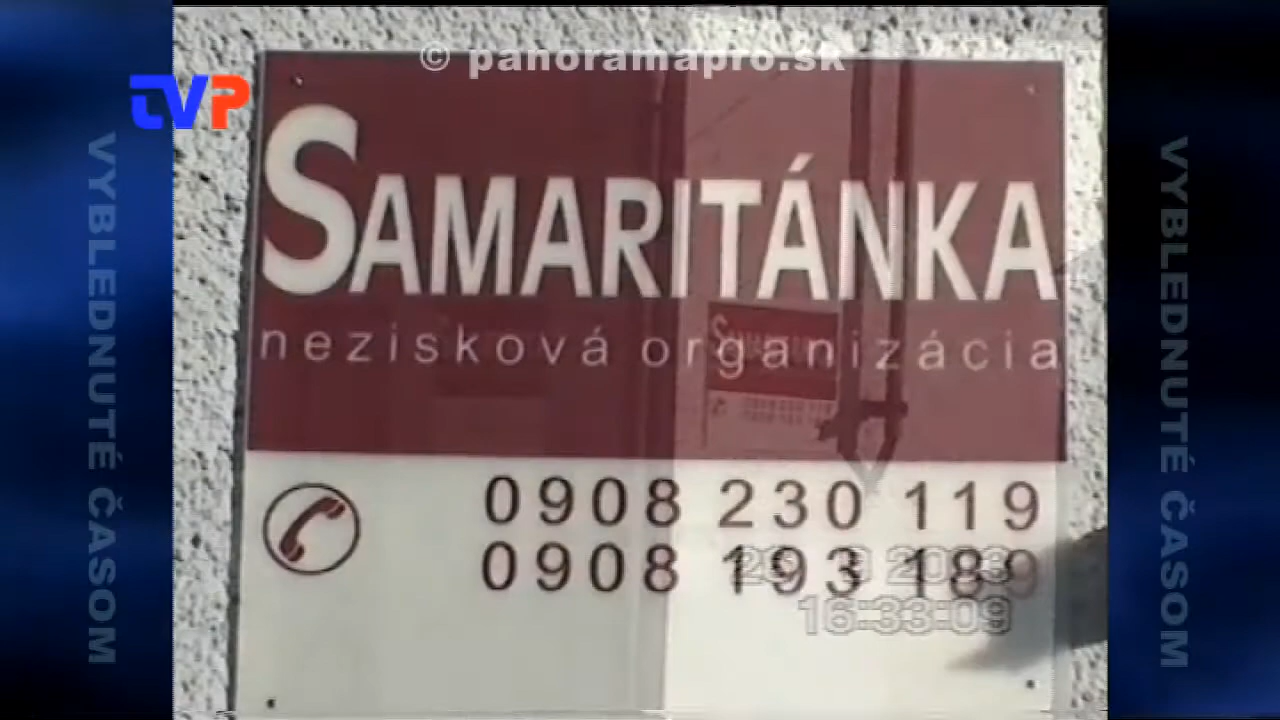 © panoramapro.sk
TVP
VYBLEDNUTÉ ČASOM
SAMARITÁNKA
nezisková organizácia
0908 230 119
0908 193 189
16:33:09
VYBLEDNUTÉ ČASOM